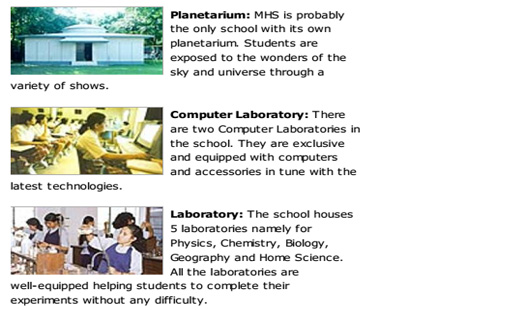 Planetarium: MHS is probably
the only school with its own
planetarium. Students are
exposed to the wonders of the
sky and universe through a
variety of shows.
Computer Laboratory: There
are two Computer Laboratories in
the school. They are exclusive
and equipped with computers
and accessories in tune with the
latest technologies.
Laboratory: The school houses
5 laboratories namely for
Physics, Chemistry, Biology,
Geography and Home Science.
All the laboratories are
well-equipped helping students to complete their
experiments without any difficulty.